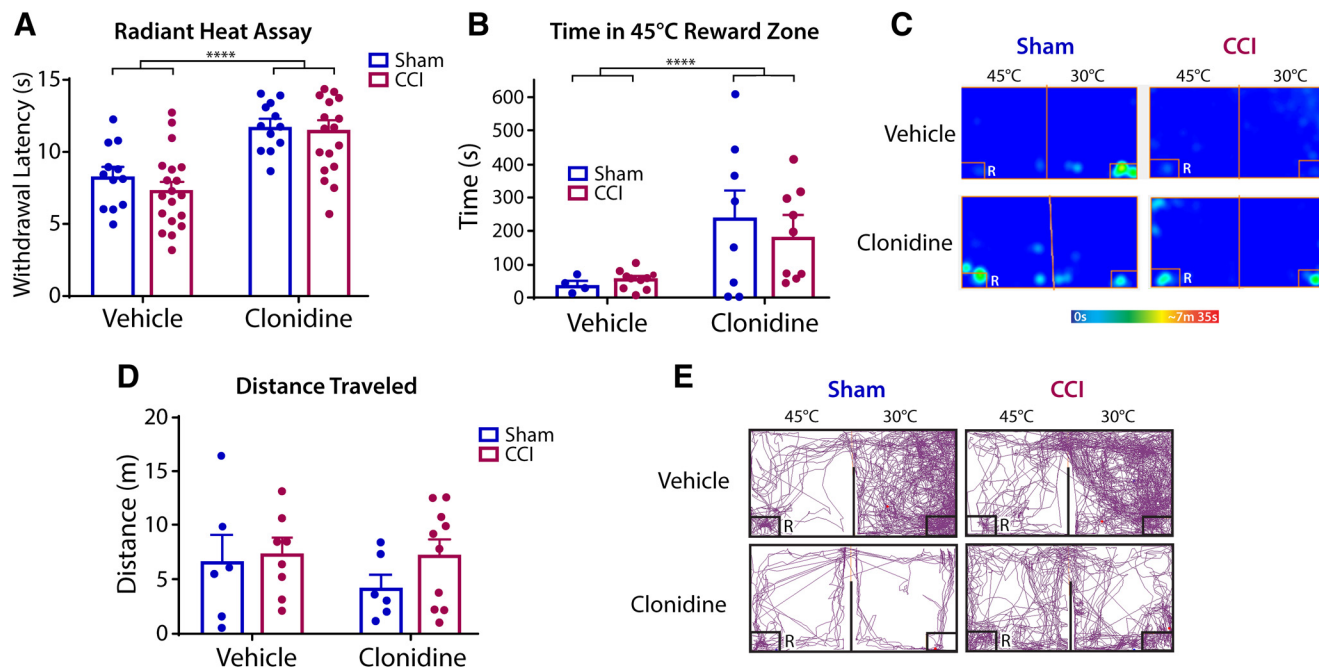 A
Radiant Heat Assay
****
Sham
CCI
Withdrawal Latency (s)
15
10
5
0
Vehicle
Clonidine
B
Time in 45°C Reward Zone
****
Sham
CCI
Time (s)
600
500
400
300
200
100
0
Vehicle
Clonidine
C
Sham
CCI
45°C
30°C
45°C
30°C
Vehicle
R
R
Clonidine
R
R
0s
~7m 35s
D
Distance Traveled
Sham
CCI
Distance (m)
20
15
10
5
0
Vehicle
Clonidine
E
Sham
CCI
45°C
30°C
45°C
30°C
Vehicle
R
R
Clonidine
R
R